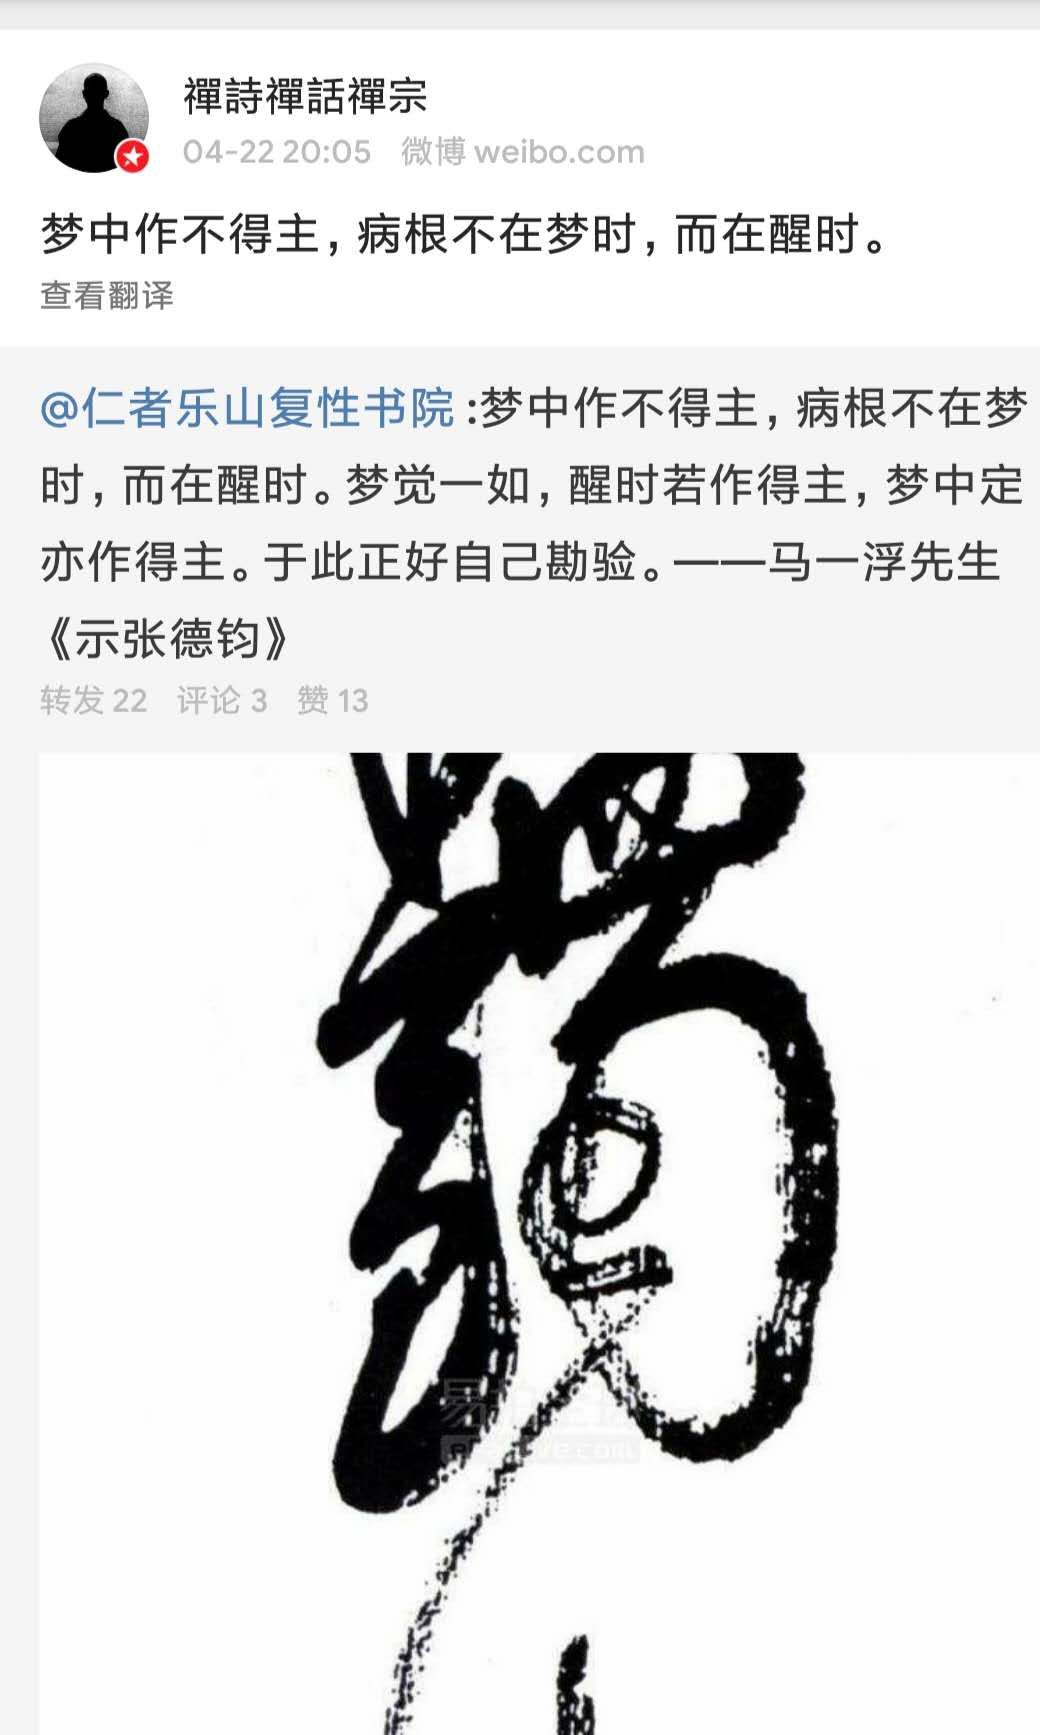 禪詩禪話禪宗
04-22 20:05 微博 weibo.com
梦中作不得主，病根不在梦时，而在醒时。
查看翻译
@仁者乐山复性书院:梦中作不得主，病根不在梦
时，而在醒时。梦觉一如，醒时若作得主，梦中定
亦作得主。于此正好自己勘验。——马一浮先生
《示张德钧》
转发 22 评论 3 赞 13